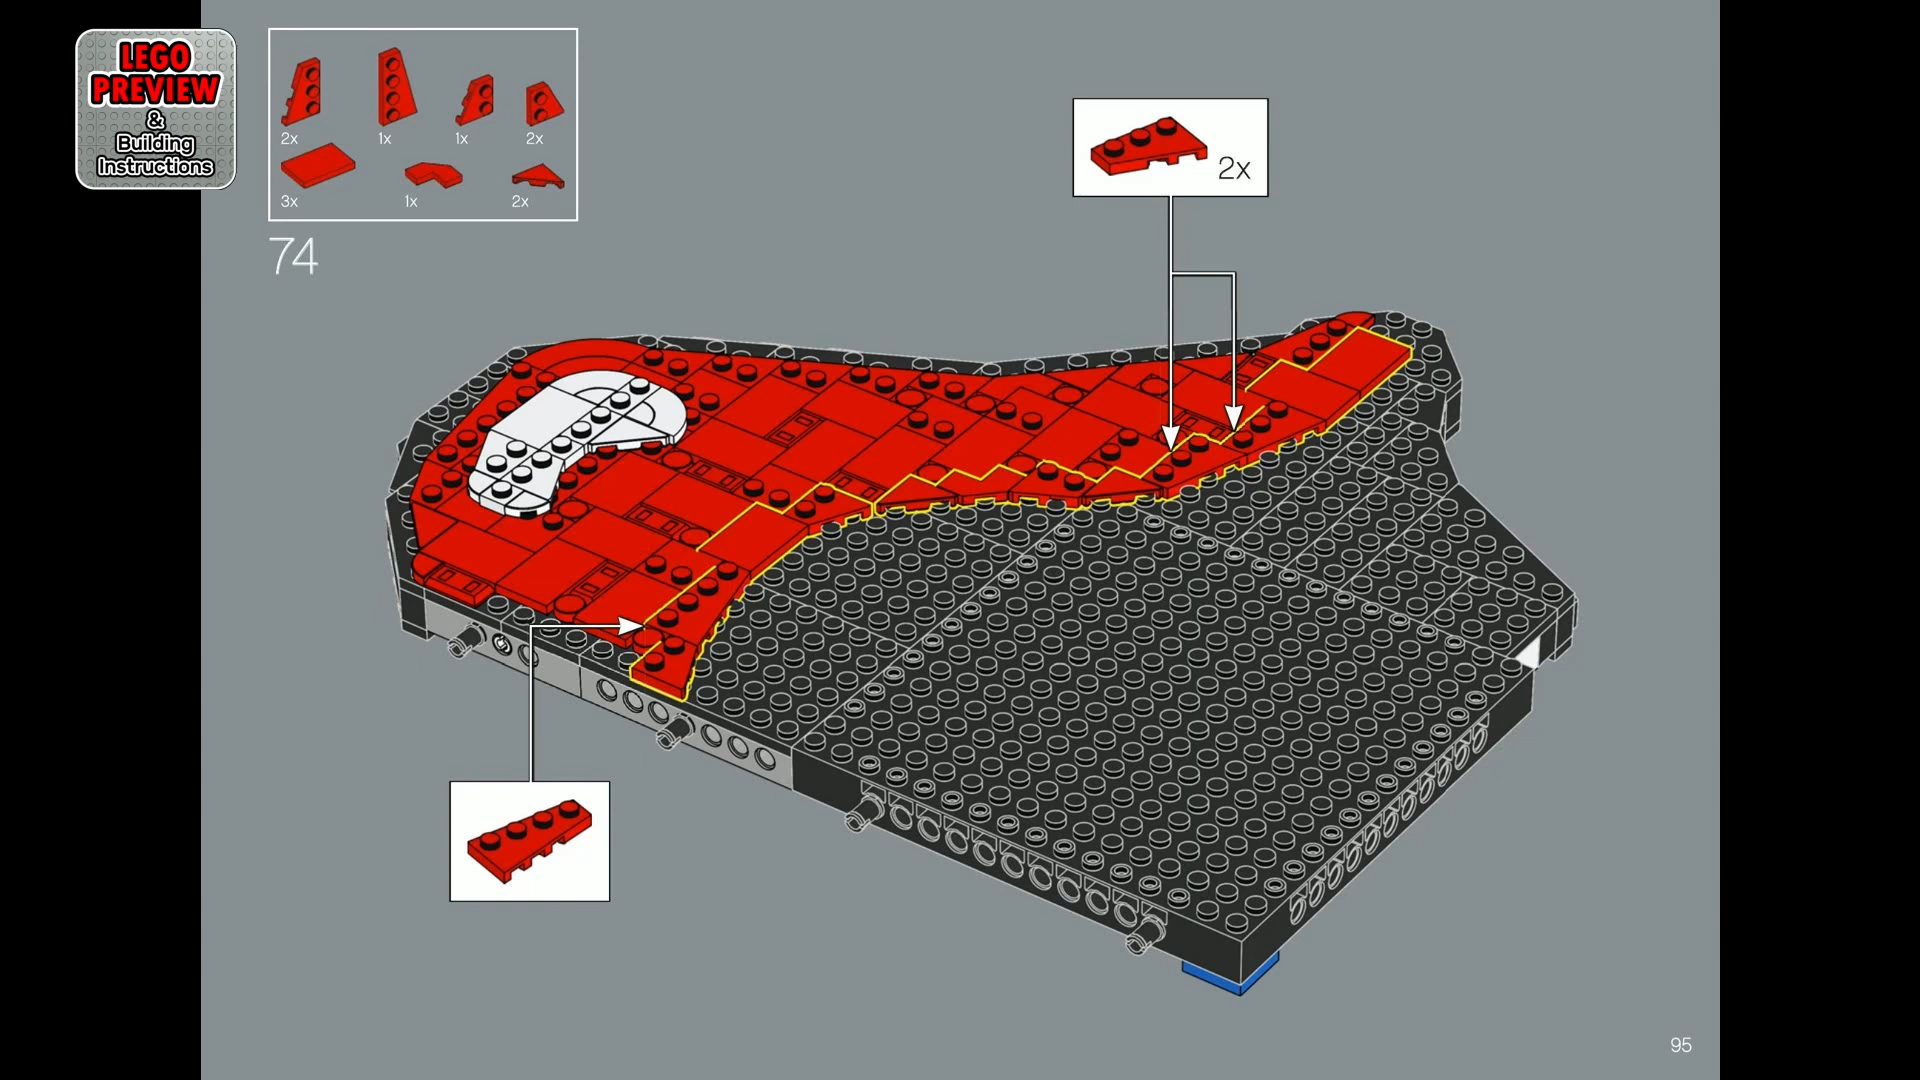 LEGO
PREVIEW
&
Building
Instructions
2x
1x
1x
2x
3x
1x
2x
74
2x
95